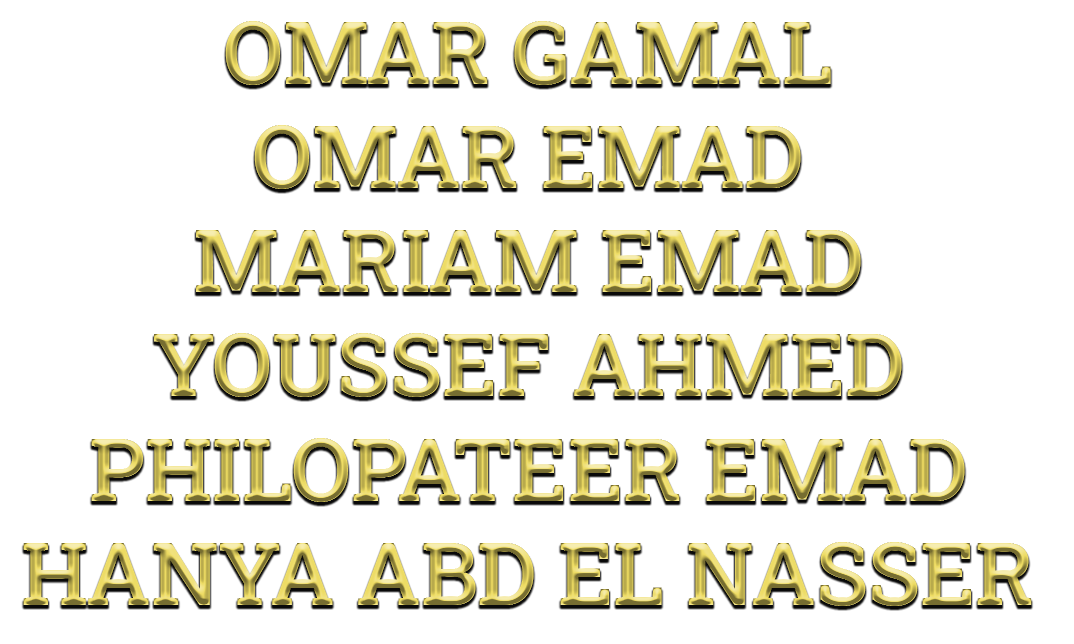 OMAR GAMAL
OMAR EMAD
MARIAM EMAD
YOUSSEF AHMED
PHILOPATEER EMAD
HANYA ABD EL NASSER